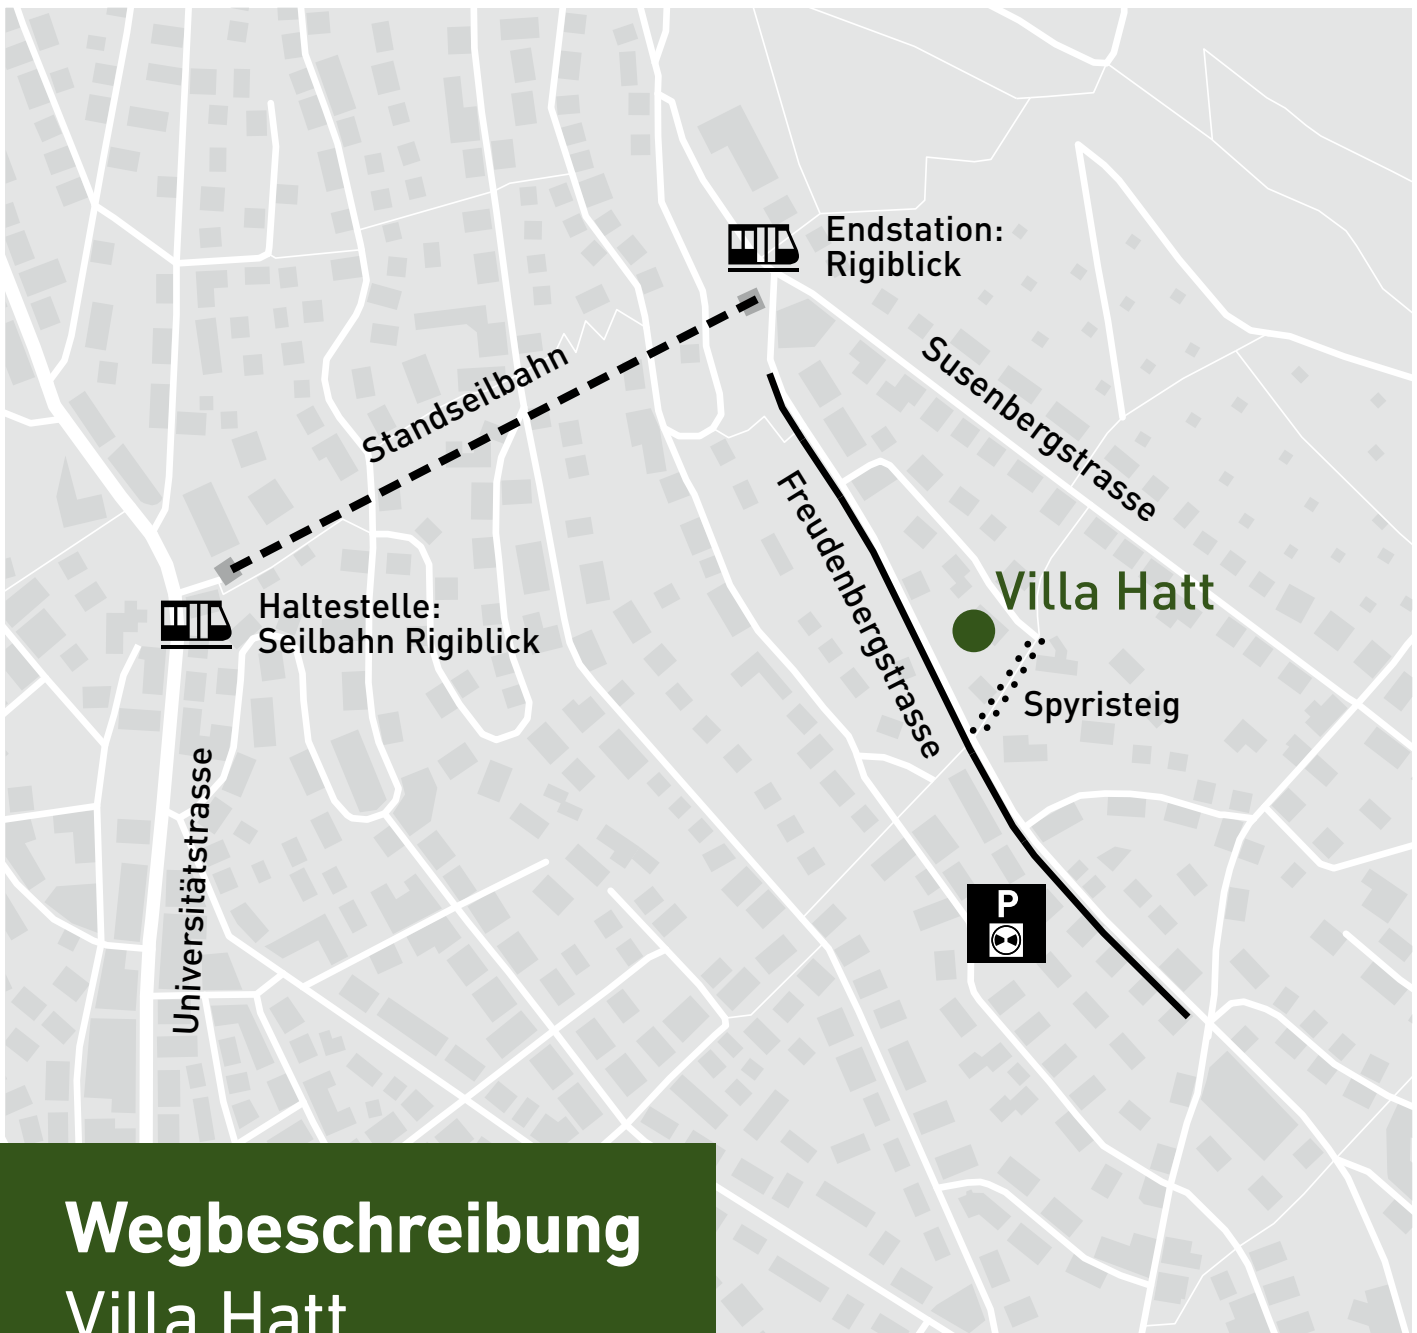 Endstation:
Rigiblick
Susenbergstrasse
Standseilbahn
Freudenbergstrasse
Villa Hatt
Haltestelle:
Seilbahn Rigiblick
Spyristeig
Universitätstrasse
P
Wegbeschreibung
Villa Hatt